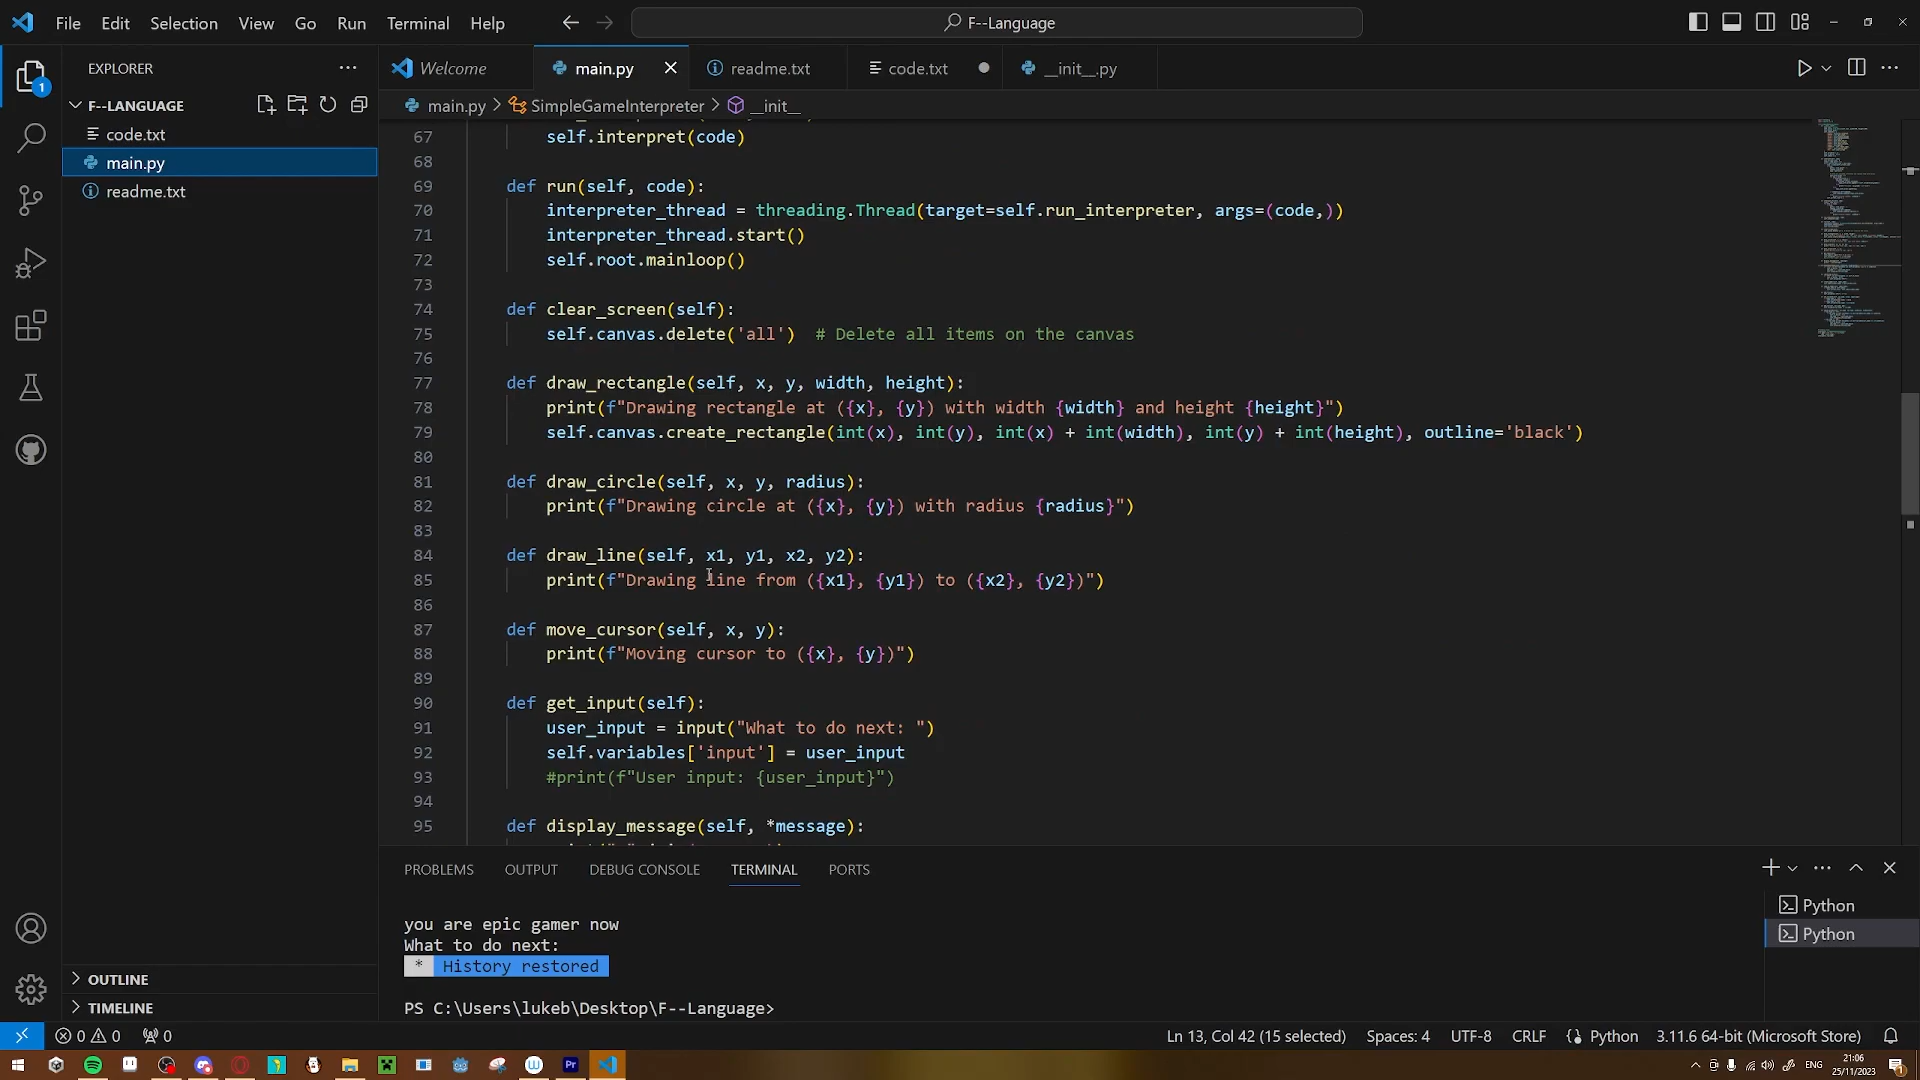 File Edit Selection View Go Run Terminal Help
F--Language
EXPLORER
F--LANGUAGE
code.txt
main.py
readme.txt
OUTLINE
TIMELINE
1
Welcome
main.py
readme.txt
code.txt
__init__.py
main.py > SimpleGameInterpreter > __init__
67 self.interpret(code)
68
69 def run(self, code):
70 interpreter_thread = threading.Thread(target=self.run_interpreter, args=(code,))
71 interpreter_thread.start()
72 self.root.mainloop()
73
74 def clear_screen(self):
75 self.canvas.delete('all')  # Delete all items on the canvas
76
77 def draw_rectangle(self, x, y, width, height):
78 print(f"Drawing rectangle at ({x}, {y}) with width {width} and height {height}")
79 self.canvas.create_rectangle(int(x), int(y), int(x) + int(width), int(y) + int(height), outline='black')
80
81 def draw_circle(self, x, y, radius):
82 print(f"Drawing circle at ({x}, {y}) with radius {radius}")
83
84 def draw_line(self, x1, y1, x2, y2):
85 print(f"Drawing line from ({x1}, {y1}) to ({x2}, {y2})")
86
87 def move_cursor(self, x, y):
88 print(f"Moving cursor to ({x}, {y})")
89
90 def get_input(self):
91 user_input = input("What to do next: ")
92 self.variables['input'] = user_input
93 #print(f"User input: {user_input}")
94
95 def display_message(self, *message):
PROBLEMS OUTPUT DEBUG CONSOLE TERMINAL PORTS
you are epic gamer now
What to do next:
* History restored
PS C:\Users\lukeb\Desktop\F--Language>
Python
Python
0 0 0
Ln 13, Col 42 (15 selected) Spaces: 4 UTF-8 CRLF Python 3.11.6 64-bit (Microsoft Store)
Pr
ENG
21:06
25/11/2023